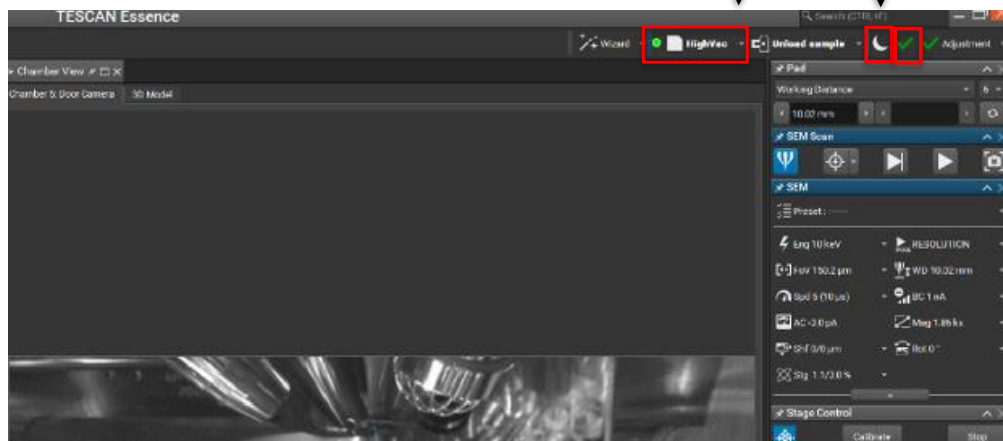 TESCAN Essence
Search (CTRL+F)
Wizard HighVac Unload sample Adjustment
Chamber View
Chamber 5: Door Camera 3D Model
Pad
Working Distance 6
10.02 mm
SEM Scan
SEM
Preset: -----
Eng 10 keV RESOLUTION
FoV 150.2 µm WD 10.02 mm
Spd 5 (10 µs) BC 1 nA
AC -3.0 pA Mag 1.85 kx
Shf 0/0 µm Rot 0°
Stg 1.1/3.0 %
Stage Control
Calibrate Stop